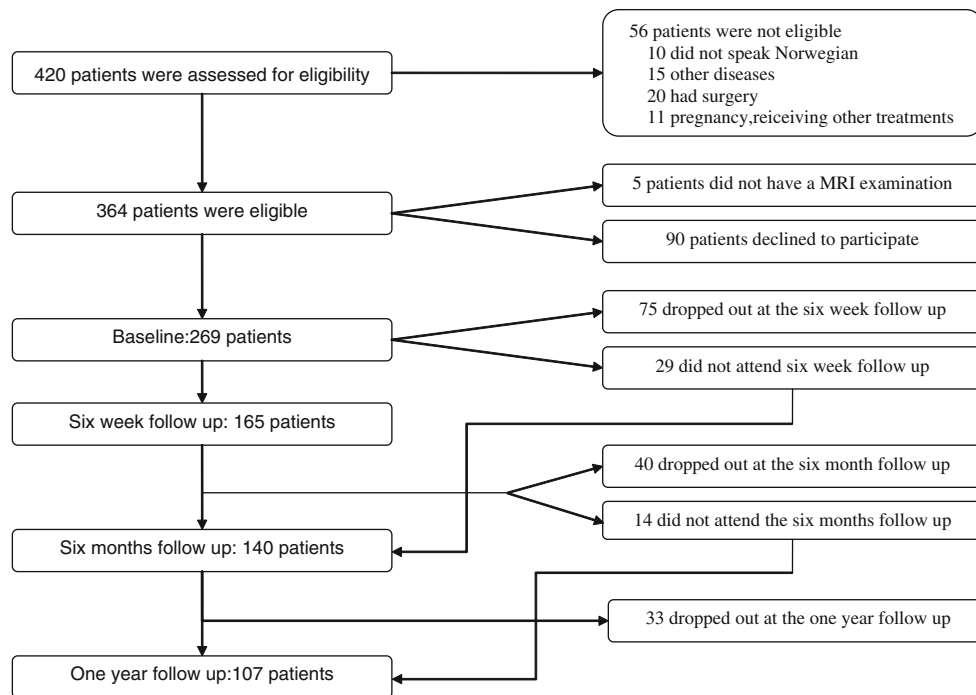 420 patients were assessed for eligibility
56 patients were not eligible
10 did not speak Norwegian
15 other diseases
20 had surgery
11 pregnancy,reiceiving other treatments
364 patients were eligible
5 patients did not have a MRI examination
90 patients declined to participate
Baseline:269 patients
75 dropped out at the six week follow up
29 did not attend six week follow up
Six week follow up: 165 patients
40 dropped out at the six month follow up
14 did not attend the six months follow up
Six months follow up: 140 patients
33 dropped out at the one year follow up
One year follow up:107 patients